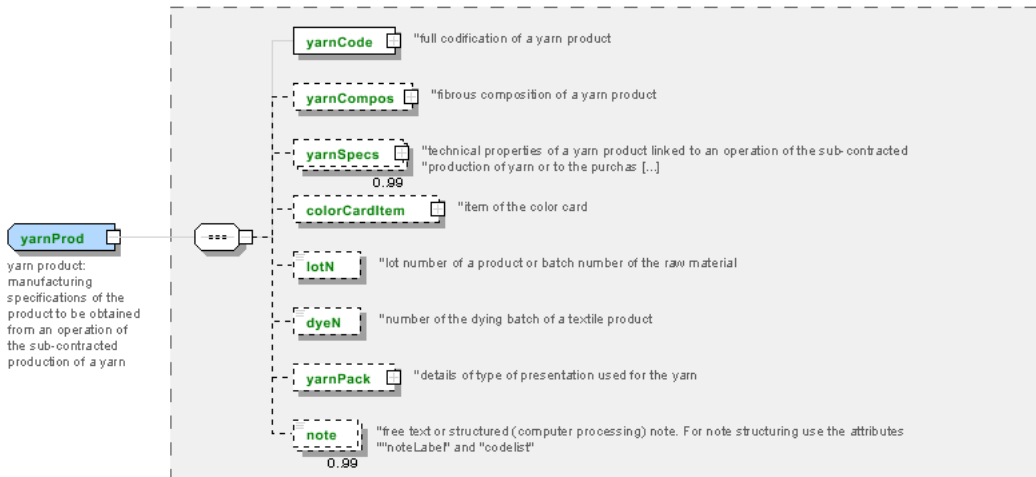 yarnCode
"full codification of a yarn product
yarnCompos
"fibrous composition of a yarn product
yarnSpecs
"technical properties of a yarn product linked to an operation of the sub-contracted
"production of yarn or to the purchas [...]
0..99
colorCardItem
"item of the color card
yarnProd
yarn product:
manufacturing
specifications of the
product to be obtained
from an operation of
the sub-contracted
production of a yarn
lotN
"lot number of a product or batch number of the raw material
dyeN
"number of the dying batch of a textile product
yarnPack
"details of type of presentation used for the yarn
note
"free text or structured (computer processing) note. For note structuring use the attributes
""noteLabel" and "codelist"
0..99